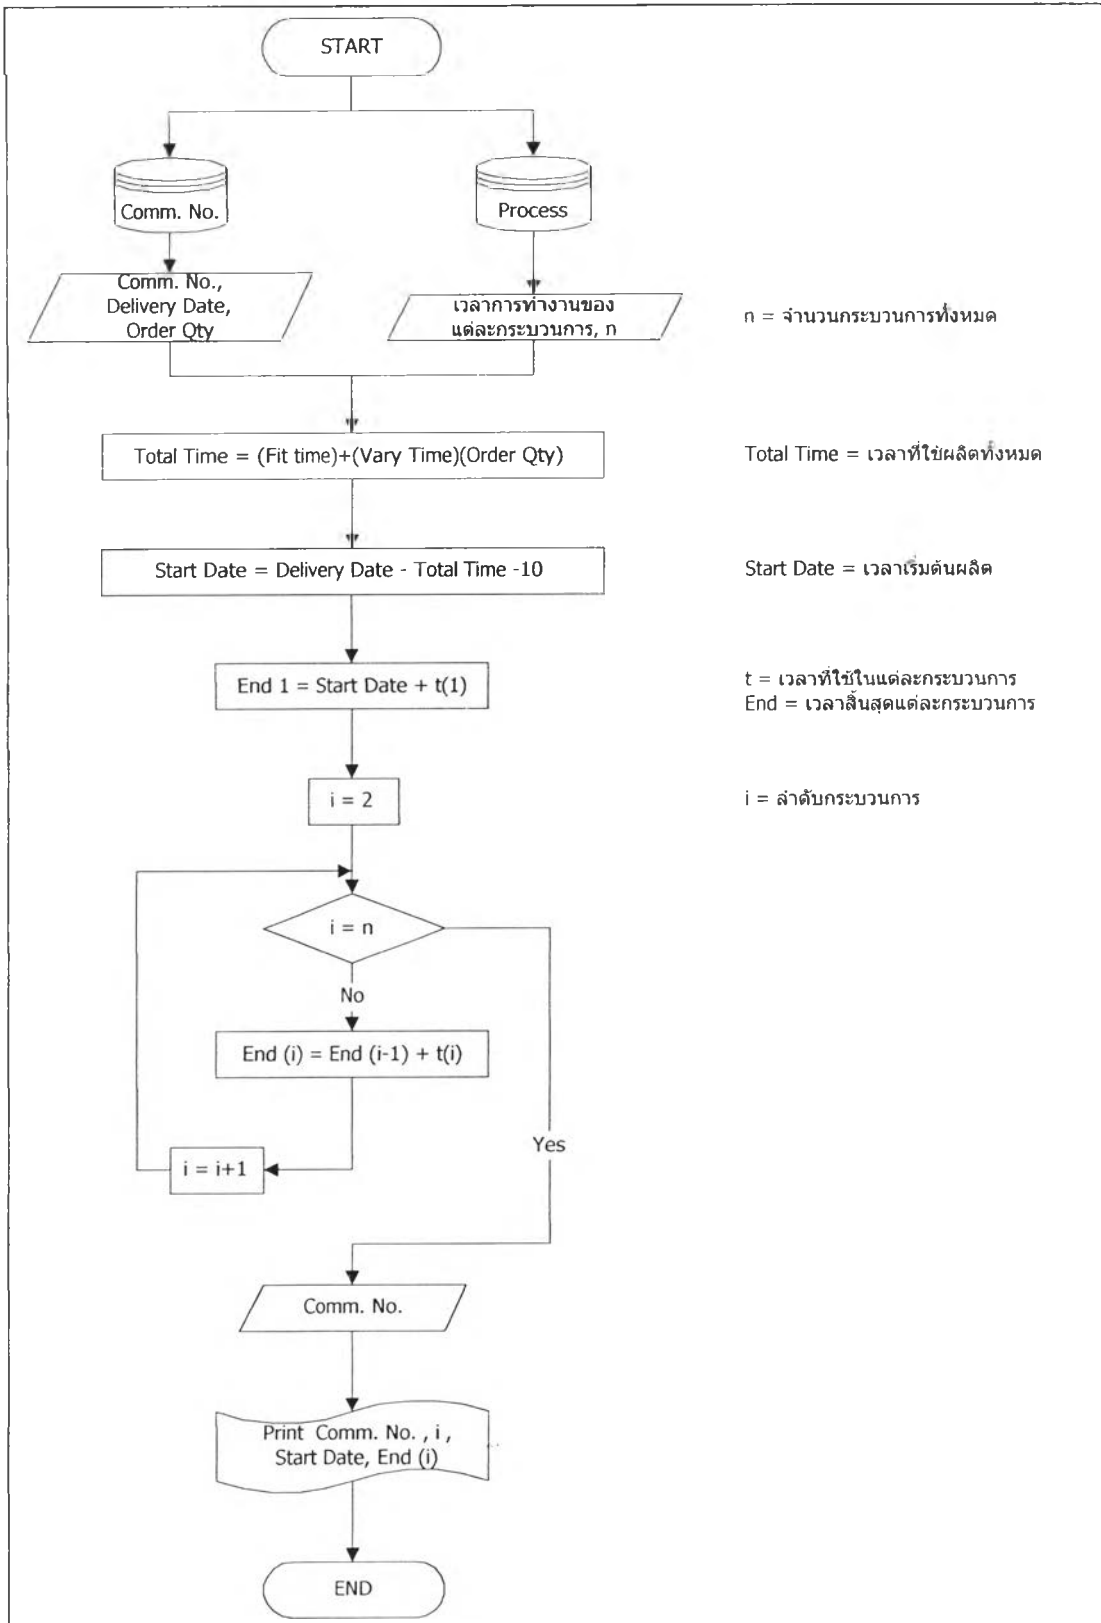 START
Comm. No.
Process
Comm. No.,
Delivery Date,
Order Qty
เวลาการทำงานของ
แต่ละกระบวนการ, n
n = จำนวนกระบวนการทั้งหมด
Total Time = (Fit time)+(Vary Time)(Order Qty)
Total Time = เวลาที่ใช้ผลิตทั้งหมด
Start Date = Delivery Date - Total Time -10
Start Date = เวลาเริ่มต้นผลิต
End 1 = Start Date + t(1)
t = เวลาที่ใช้ในแต่ละกระบวนการ
End = เวลาสิ้นสุดแต่ละกระบวนการ
i = 2
i = ลำดับกระบวนการ
i = n
No
End (i) = End (i-1) + t(i)
Yes
i = i+1
Comm. No.
Print Comm. No. , i ,
Start Date, End (i)
END